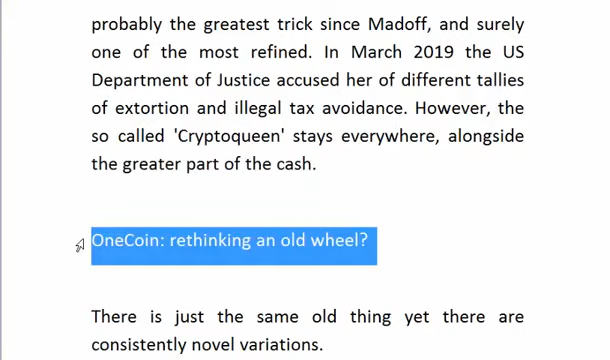 probably the greatest trick since Madoff, and surely
one of the most refined. In March 2019 the US
Department of Justice accused her of different tallies
of extortion and illegal tax avoidance. However, the
so called 'Cryptoqueen' stays everywhere, alongside
the greater part of the cash.
OneCoin: rethinking an old wheel?
There is just the same old thing yet there are
consistently novel variations.